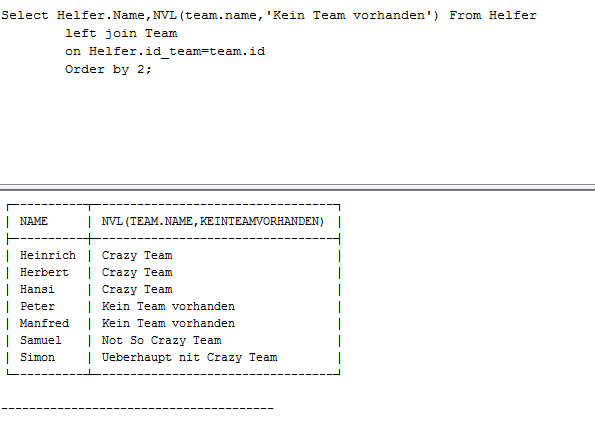 Select Helfer.Name,NVL(team.name,'Kein Team vorhanden') From Helfer
left join Team
on Helfer.id_team=team.id
Order by 2;
NAME NVL(TEAM.NAME,KEINTEAMVORHANDEN)
Heinrich Crazy Team
Herbert Crazy Team
Hansi Crazy Team
Peter Kein Team vorhanden
Manfred Kein Team vorhanden
Samuel Not So Crazy Team
Simon Ueberhaupt nit Crazy Team